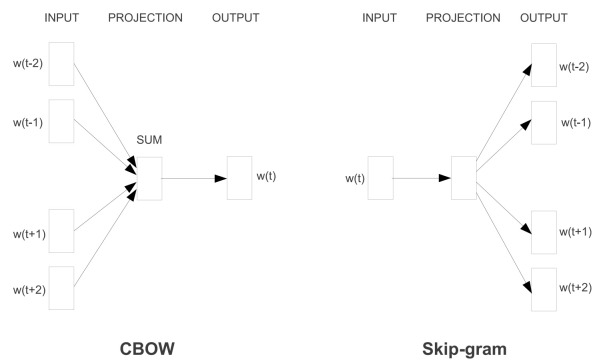 INPUT PROJECTION OUTPUT
w(t-2)
w(t-1)
SUM
w(t)
w(t+1)
w(t+2)
CBOW
INPUT PROJECTION OUTPUT
w(t-2)
w(t-1)
w(t)
w(t+1)
w(t+2)
Skip-gram